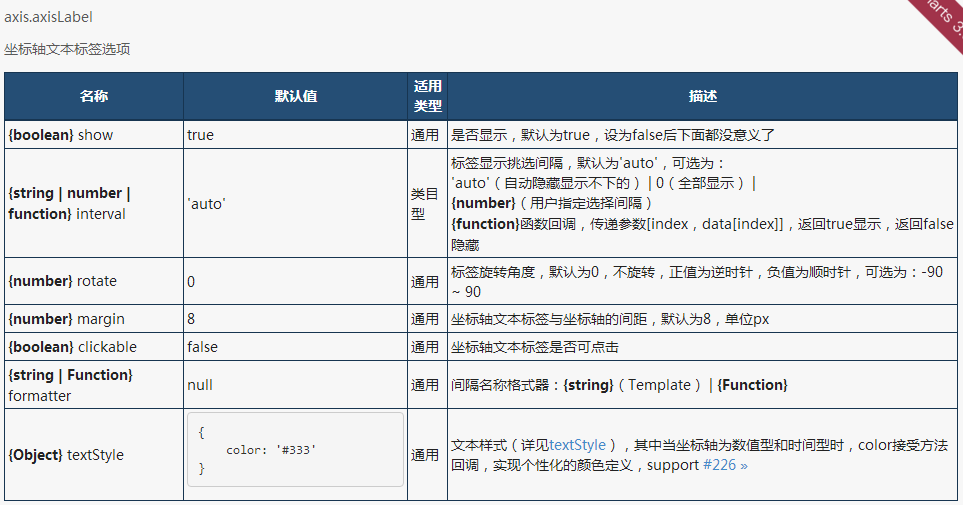 axis.axisLabel
arts 3.
坐标轴文本标签选项
名称 默认值 适用 描述
类型
{boolean} show true 通用 是否显示，默认为true，设为false后下面都没意义了
{string | number |
function} interval
'auto'
类目
型
标签显示挑选间隔，默认为'auto'，可选为：
'auto'（自动隐藏显示不下的） | 0（全部显示） |
{number}（用户指定选择间隔）
{function}函数回调，传递参数[index，data[index]]，返回true显示，返回false
隐藏
{number} rotate 0 通用
标签旋转角度，默认为0，不旋转，正值为逆时针，负值为顺时针，可选为：-90
~ 90
{number} margin 8 通用 坐标轴文本标签与坐标轴的间距，默认为8，单位px
{boolean} clickable false 通用 坐标轴文本标签是否可点击
{string | Function}
formatter
null 通用 间隔名称格式器：{string}（Template） | {Function}
{Object} textStyle
{
color: '#333'
}
通用
文本样式（详见textStyle），其中当坐标轴为数值型和时间型时，color接受方法
回调，实现个性化的颜色定义，support #226 »